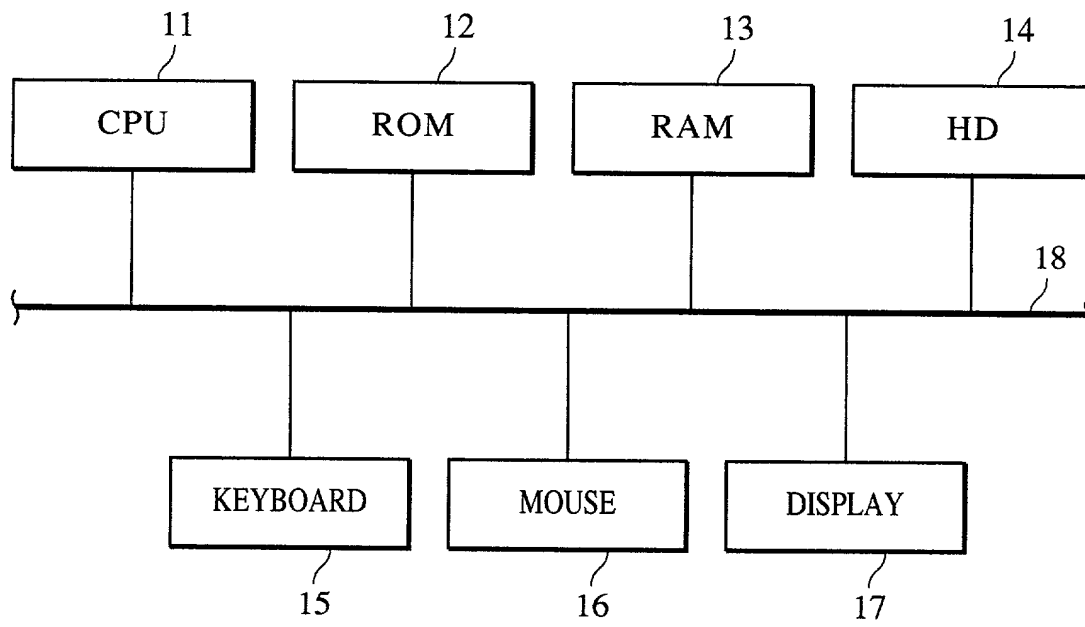 11 12 13 14
CPU ROM RAM HD
18
KEYBOARD MOUSE DISPLAY
15 16 17